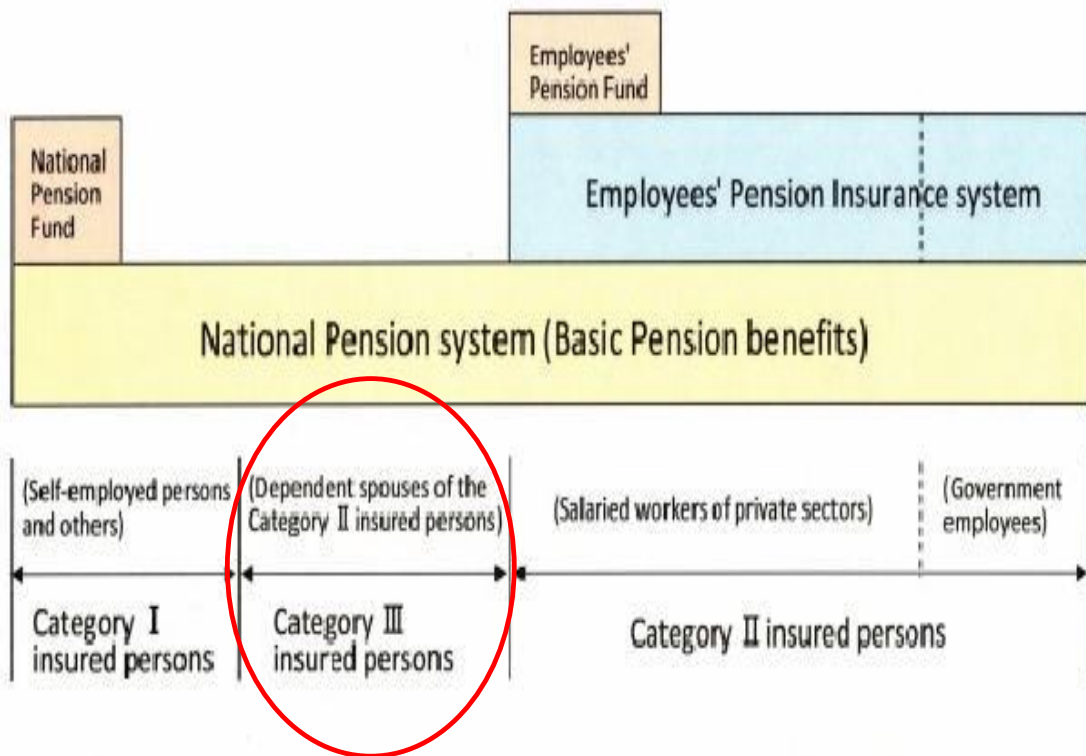 Employees'
Pension Fund
National
Pension
Fund
Employees' Pension Insurance system
National Pension system (Basic Pension benefits)
(Self-employed persons
and others)
(Dependent spouses of the
Category Ⅱ insured persons)
(Salaried workers of private sectors)
(Government
employees)
Category Ⅰ
insured persons
Category Ⅲ
insured persons
Category Ⅱ insured persons